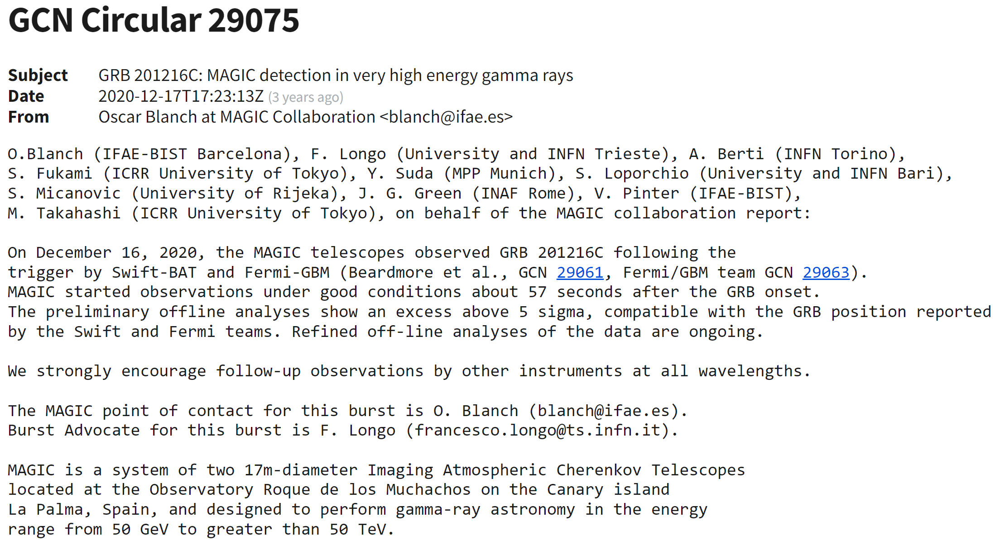 GCN Circular 29075
Subject GRB 201216C: MAGIC detection in very high energy gamma rays
Date 2020-12-17T17:23:13Z (3 years ago)
From Oscar Blanch at MAGIC Collaboration <blanch@ifae.es>
O.Blanch (IFAE-BIST Barcelona), F. Longo (University and INFN Trieste), A. Berti (INFN Torino),
S. Fukami (ICRR University of Tokyo), Y. Suda (MPP Munich), S. Loporchio (University and INFN Bari),
S. Micanovic (University of Rijeka), J. G. Green (INAF Rome), V. Pinter (IFAE-BIST),
M. Takahashi (ICRR University of Tokyo), on behalf of the MAGIC collaboration report:
On December 16, 2020, the MAGIC telescopes observed GRB 201216C following the
trigger by Swift-BAT and Fermi-GBM (Beardmore et al., GCN 29061, Fermi/GBM team GCN 29063).
MAGIC started observations under good conditions about 57 seconds after the GRB onset.
The preliminary offline analyses show an excess above 5 sigma, compatible with the GRB position reported
by the Swift and Fermi teams. Refined off-line analyses of the data are ongoing.
We strongly encourage follow-up observations by other instruments at all wavelengths.
The MAGIC point of contact for this burst is O. Blanch (blanch@ifae.es).
Burst Advocate for this burst is F. Longo (francesco.longo@ts.infn.it).
MAGIC is a system of two 17m-diameter Imaging Atmospheric Cherenkov Telescopes
located at the Observatory Roque de los Muchachos on the Canary island
La Palma, Spain, and designed to perform gamma-ray astronomy in the energy
range from 50 GeV to greater than 50 TeV.